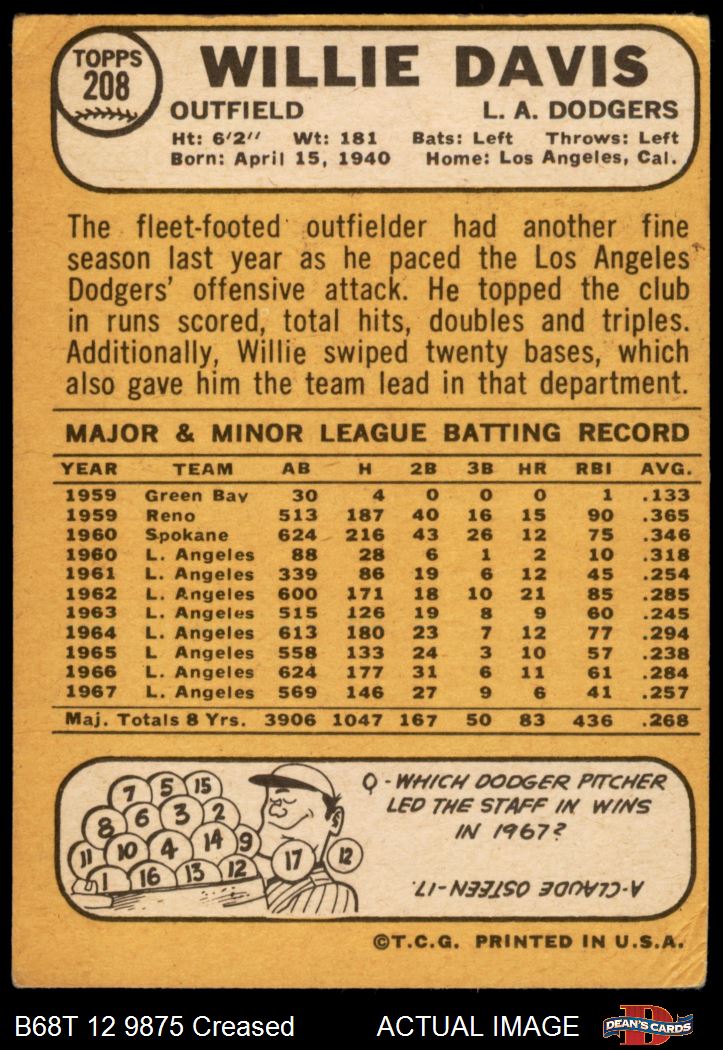 TOPPS
208
WILLIE DAVIS
OUTFIELD L. A. DODGERS
Ht: 6'2" Wt: 181 Bats: Left Throws: Left
Born: April 15, 1940 Home: Los Angeles, Cal.
The fleet-footed outfielder had another fine
season last year as he paced the Los Angeles
Dodgers' offensive attack. He topped the club
in runs scored, total hits, doubles and triples.
Additionally, Willie swiped twenty bases, which
also gave him the team lead in that department.
MAJOR & MINOR LEAGUE BATTING RECORD
YEAR TEAM AB H 2B 3B HR RBI AVG.
1959 Green Bay 30 4 0 0 0 1 .133
1959 Reno 513 187 40 16 15 90 .365
1960 Spokane 624 216 43 26 12 75 .346
1960 L. Angeles 88 28 6 1 2 10 .318
1961 L. Angeles 339 86 19 6 12 45 .254
1962 L. Angeles 600 171 18 10 21 85 .285
1963 L. Angeles 515 126 19 8 9 60 .245
1964 L. Angeles 613 180 23 7 12 77 .294
1965 L. Angeles 558 133 24 3 10 57 .238
1966 L. Angeles 624 177 31 6 11 61 .284
1967 L. Angeles 569 146 27 9 6 41 .257
Maj. Totals 8 Yrs. 3906 1047 167 50 83 436 .268
7 5 15
8 6 3 2
11 10 4 14 9
1 16 13 12 17 12
Q-WHICH DODGER PITCHER
LED THE STAFF IN WINS
IN 1967?
A-CLAUDE OSTEEN-17.
©T.C.G. PRINTED IN U.S.A.
B68T 12 9875 Creased ACTUAL IMAGE
D
DEAN'S CARDS